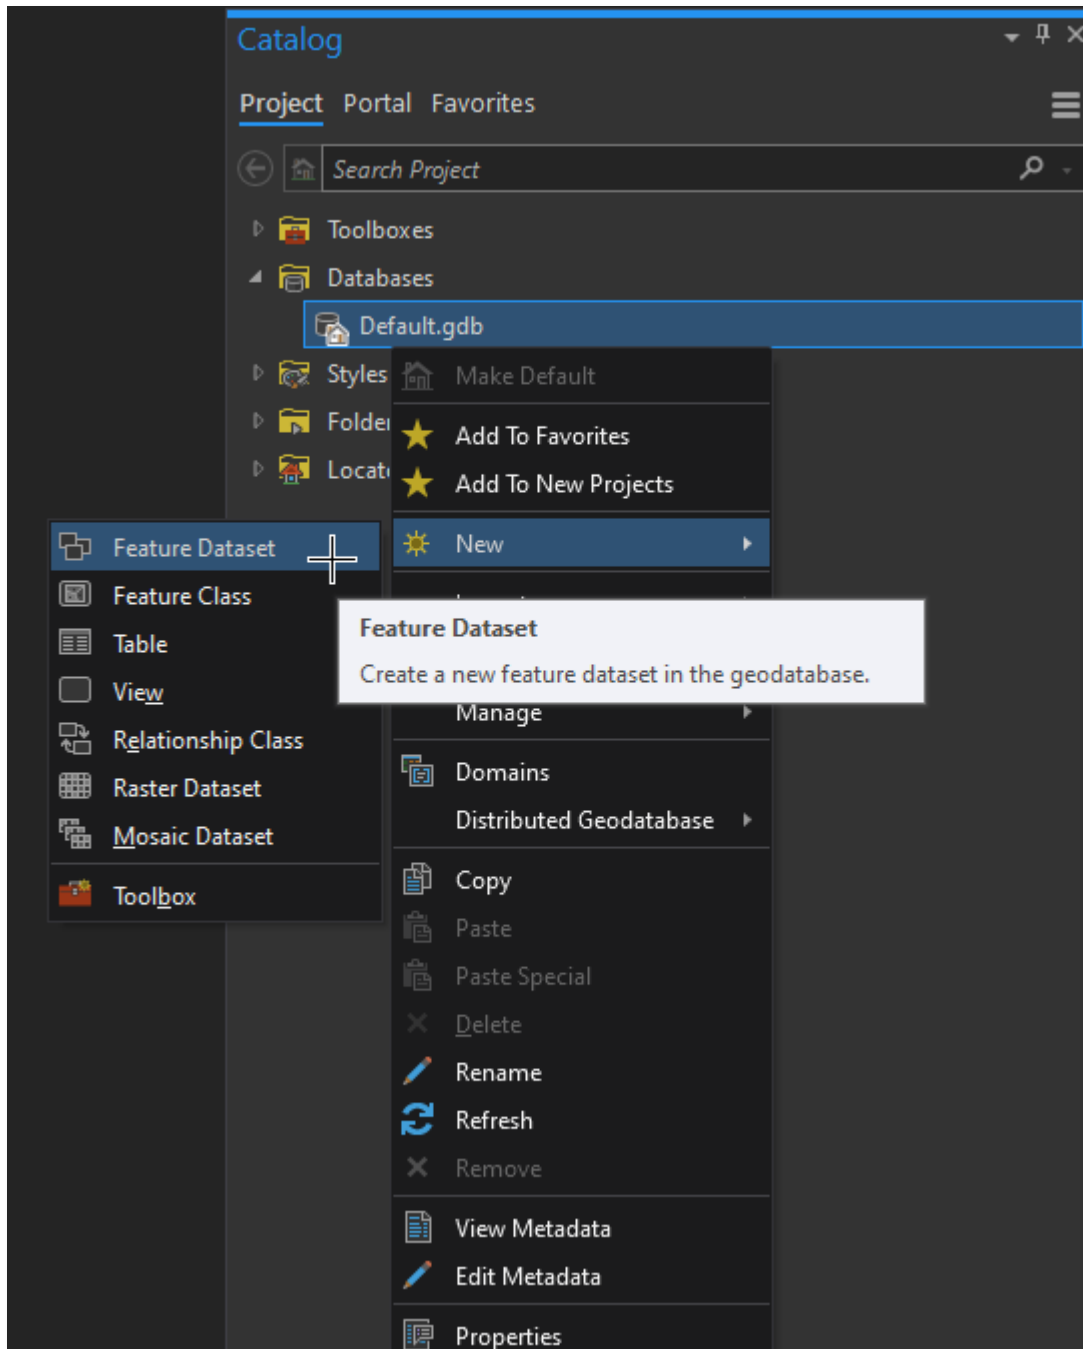 Catalog
Project Portal Favorites
Search Project
Toolboxes
Databases
Default.gdb
Styles
Make Default
Add To Favorites
Add To New Projects
New
Feature Dataset
Feature Class
Table
View
Relationship Class
Raster Dataset
Mosaic Dataset
Toolbox
Feature Dataset
Create a new feature dataset in the geodatabase.
Manage
Domains
Distributed Geodatabase
Copy
Paste
Paste Special
Delete
Rename
Refresh
Remove
View Metadata
Edit Metadata
Properties